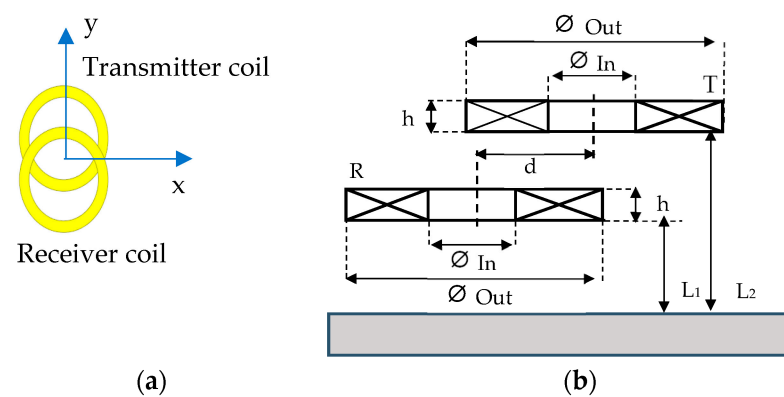 y
Transmitter coil
x
Receiver coil
(a)
∅ Out
∅ In
T
h
d
R
h
∅ In
∅ Out
L1
L2
(b)